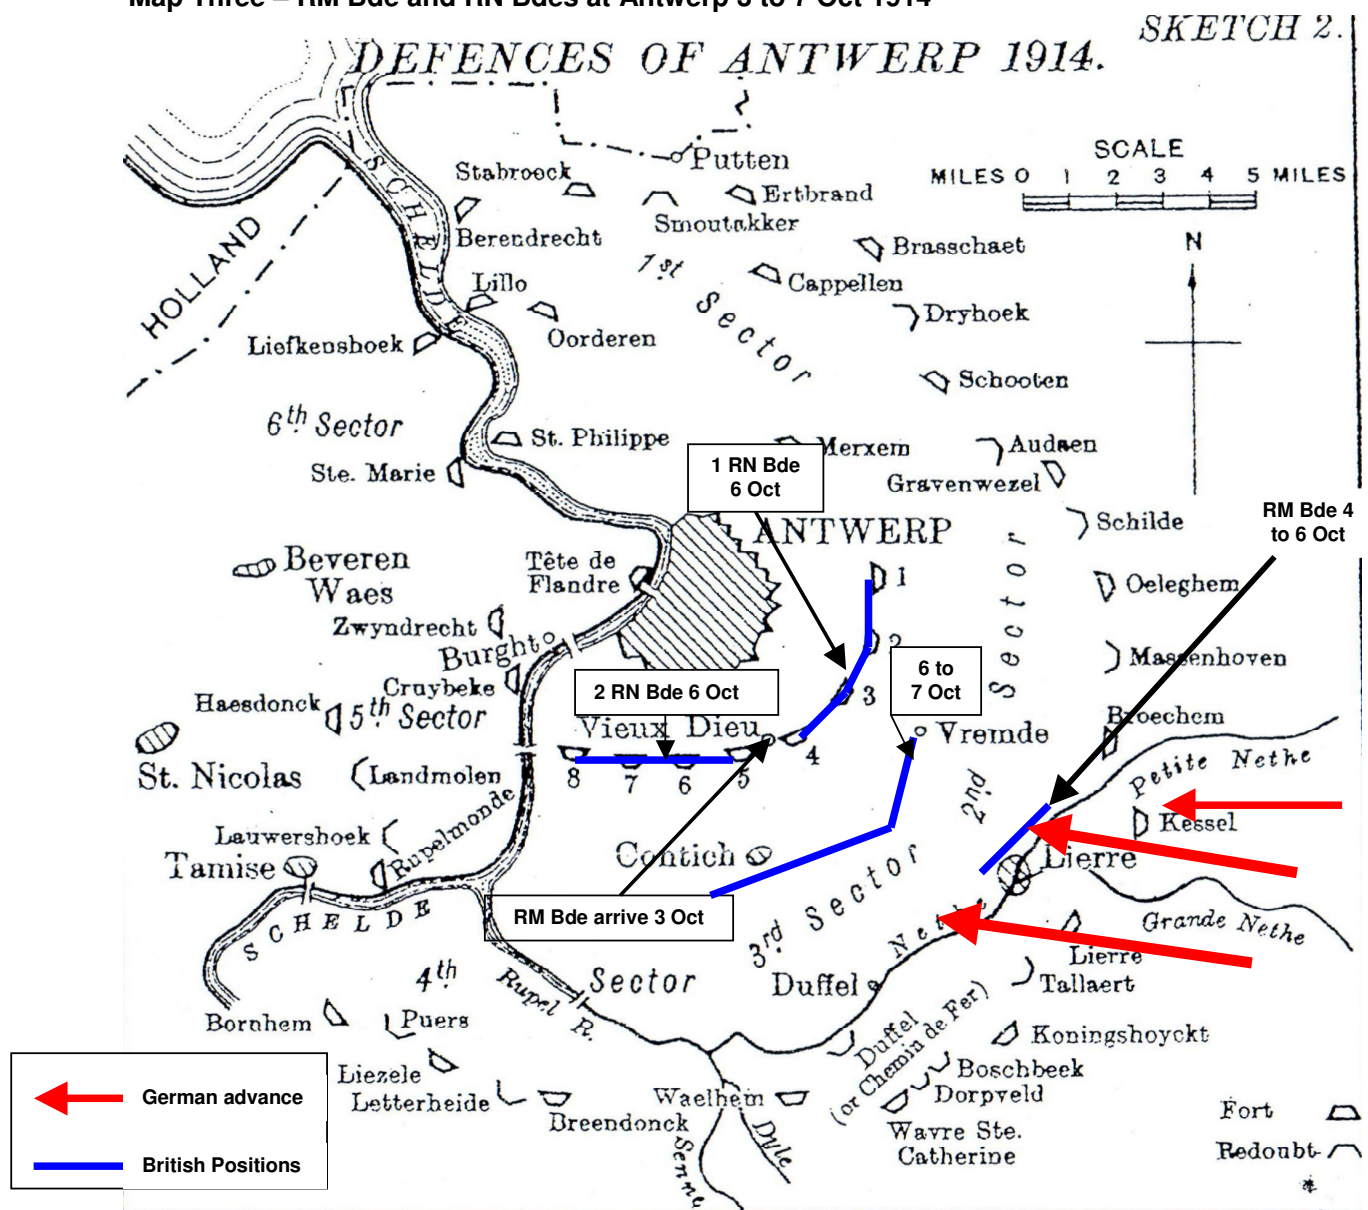 Map Three – RM Bde and RN Bdes at Antwerp 3 to 7 Oct 1914
SKETCH 2.
DEFENCES OF ANTWERP 1914.
SCALE
MILES 0 1 2 3 4 5 MILES
N
HOLLAND
SCHELDE
Putten
Stabroeck
Ertbrand
Smoutakker
Berendrecht
Brasschaet
1st Sector
Cappellen
Lillo
Oorderen
Dryhoek
Liefkenshoek
Schooten
6th Sector
St. Philippe
Merxem
Audaen
Ste. Marie
Gravenwezel
1 RN Bde
6 Oct
RM Bde 4
to 6 Oct
Schilde
ANTWERP
Beveren
Waes
Tête de
Flandre
1
Oeleghem
Zwyndrecht
Burght
2
Massenhoven
6 to
7 Oct
Cruybeke
2 RN Bde 6 Oct
3
Haesdonck
5th Sector
Vieux Dieu
4
Vremde
Broechem
St. Nicolas
Landmolen
8
7
6
5
Petite Nethe
2nd Sector
Rupelmonde
Lauwershoek
Kessel
Tamise
Contich
Lierre
SCHELDE
RM Bde arrive 3 Oct
3rd Sector
Nethe
Grande Nethe
4th Sector
Rupel R.
Duffel
Lierre
Tallaert
Bornhem
Puers
Duffel
(or Chemin de Fer)
Koningshoyckt
Liezele
Boschbeek
Letterheide
Waelhem
Dorpveld
Breendonck
Wavre Ste.
Catherine
Senne
Dyle
Fort
Redoubt
German advance
British Positions